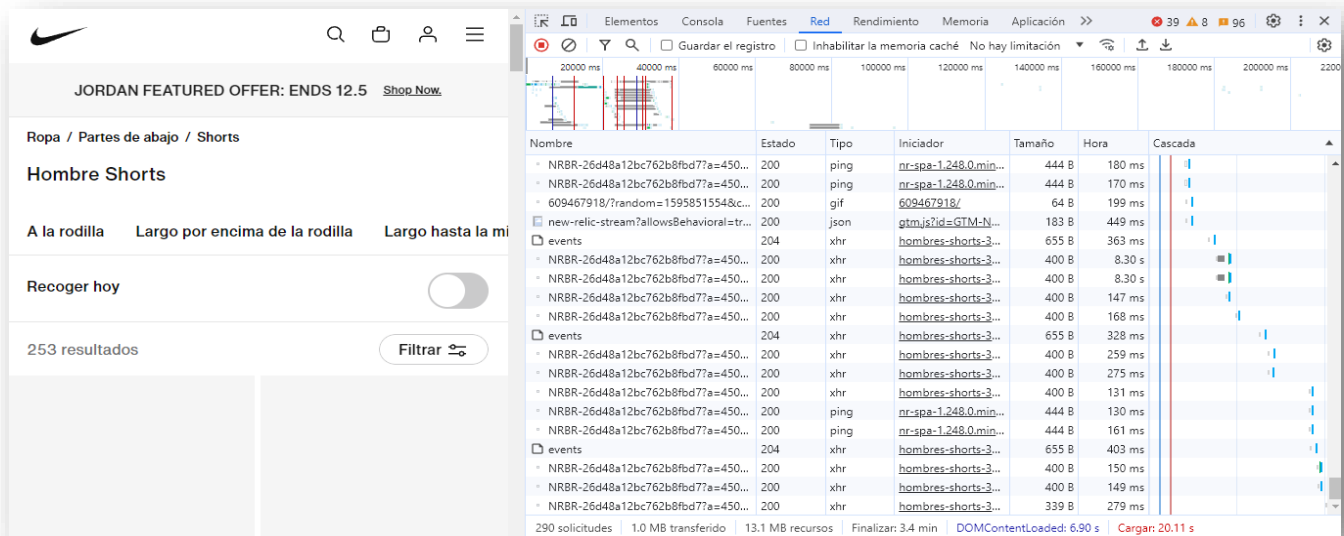 JORDAN FEATURED OFFER: ENDS 12.5 Shop Now.
Ropa / Partes de abajo / Shorts
Hombre Shorts
A la rodilla Largo por encima de la rodilla Largo hasta la mi
Recoger hoy
253 resultados Filtrar
Elementos Consola Fuentes Red Rendimiento Memoria Aplicación 39 8 96
Guardar el registro Inhabilitar la memoria caché No hay limitación
20000 ms 40000 ms 60000 ms 80000 ms 100000 ms 120000 ms 140000 ms 160000 ms 180000 ms 200000 ms 2200
Nombre Estado Tipo Iniciador Tamaño Hora Cascada
NRBR-26d48a12bc762b8fbd7?a=450... 200 ping nr-spa-1.248.0.min... 444 B 180 ms
NRBR-26d48a12bc762b8fbd7?a=450... 200 ping nr-spa-1.248.0.min... 444 B 170 ms
609467918/?random=1595851554&c... 200 gif 609467918/ 64 B 199 ms
new-relic-stream?allowsBehavioral=tr... 200 json gtm.js?id=GTM-N... 183 B 449 ms
events 204 xhr hombres-shorts-3... 655 B 363 ms
NRBR-26d48a12bc762b8fbd7?a=450... 200 xhr hombres-shorts-3... 400 B 8.30 s
NRBR-26d48a12bc762b8fbd7?a=450... 200 xhr hombres-shorts-3... 400 B 8.30 s
NRBR-26d48a12bc762b8fbd7?a=450... 200 xhr hombres-shorts-3... 400 B 147 ms
NRBR-26d48a12bc762b8fbd7?a=450... 200 xhr hombres-shorts-3... 400 B 168 ms
events 204 xhr hombres-shorts-3... 655 B 328 ms
NRBR-26d48a12bc762b8fbd7?a=450... 200 xhr hombres-shorts-3... 400 B 259 ms
NRBR-26d48a12bc762b8fbd7?a=450... 200 xhr hombres-shorts-3... 400 B 275 ms
NRBR-26d48a12bc762b8fbd7?a=450... 200 xhr hombres-shorts-3... 400 B 131 ms
NRBR-26d48a12bc762b8fbd7?a=450... 200 ping nr-spa-1.248.0.min... 444 B 130 ms
NRBR-26d48a12bc762b8fbd7?a=450... 200 ping nr-spa-1.248.0.min... 444 B 161 ms
events 204 xhr hombres-shorts-3... 655 B 403 ms
NRBR-26d48a12bc762b8fbd7?a=450... 200 xhr hombres-shorts-3... 400 B 150 ms
NRBR-26d48a12bc762b8fbd7?a=450... 200 xhr hombres-shorts-3... 400 B 149 ms
NRBR-26d48a12bc762b8fbd7?a=450... 200 xhr hombres-shorts-3... 339 B 279 ms
290 solicitudes 1.0 MB transferido 13.1 MB recursos Finalizar: 3.4 min DOMContentLoaded: 6.90 s Cargar: 20.11 s